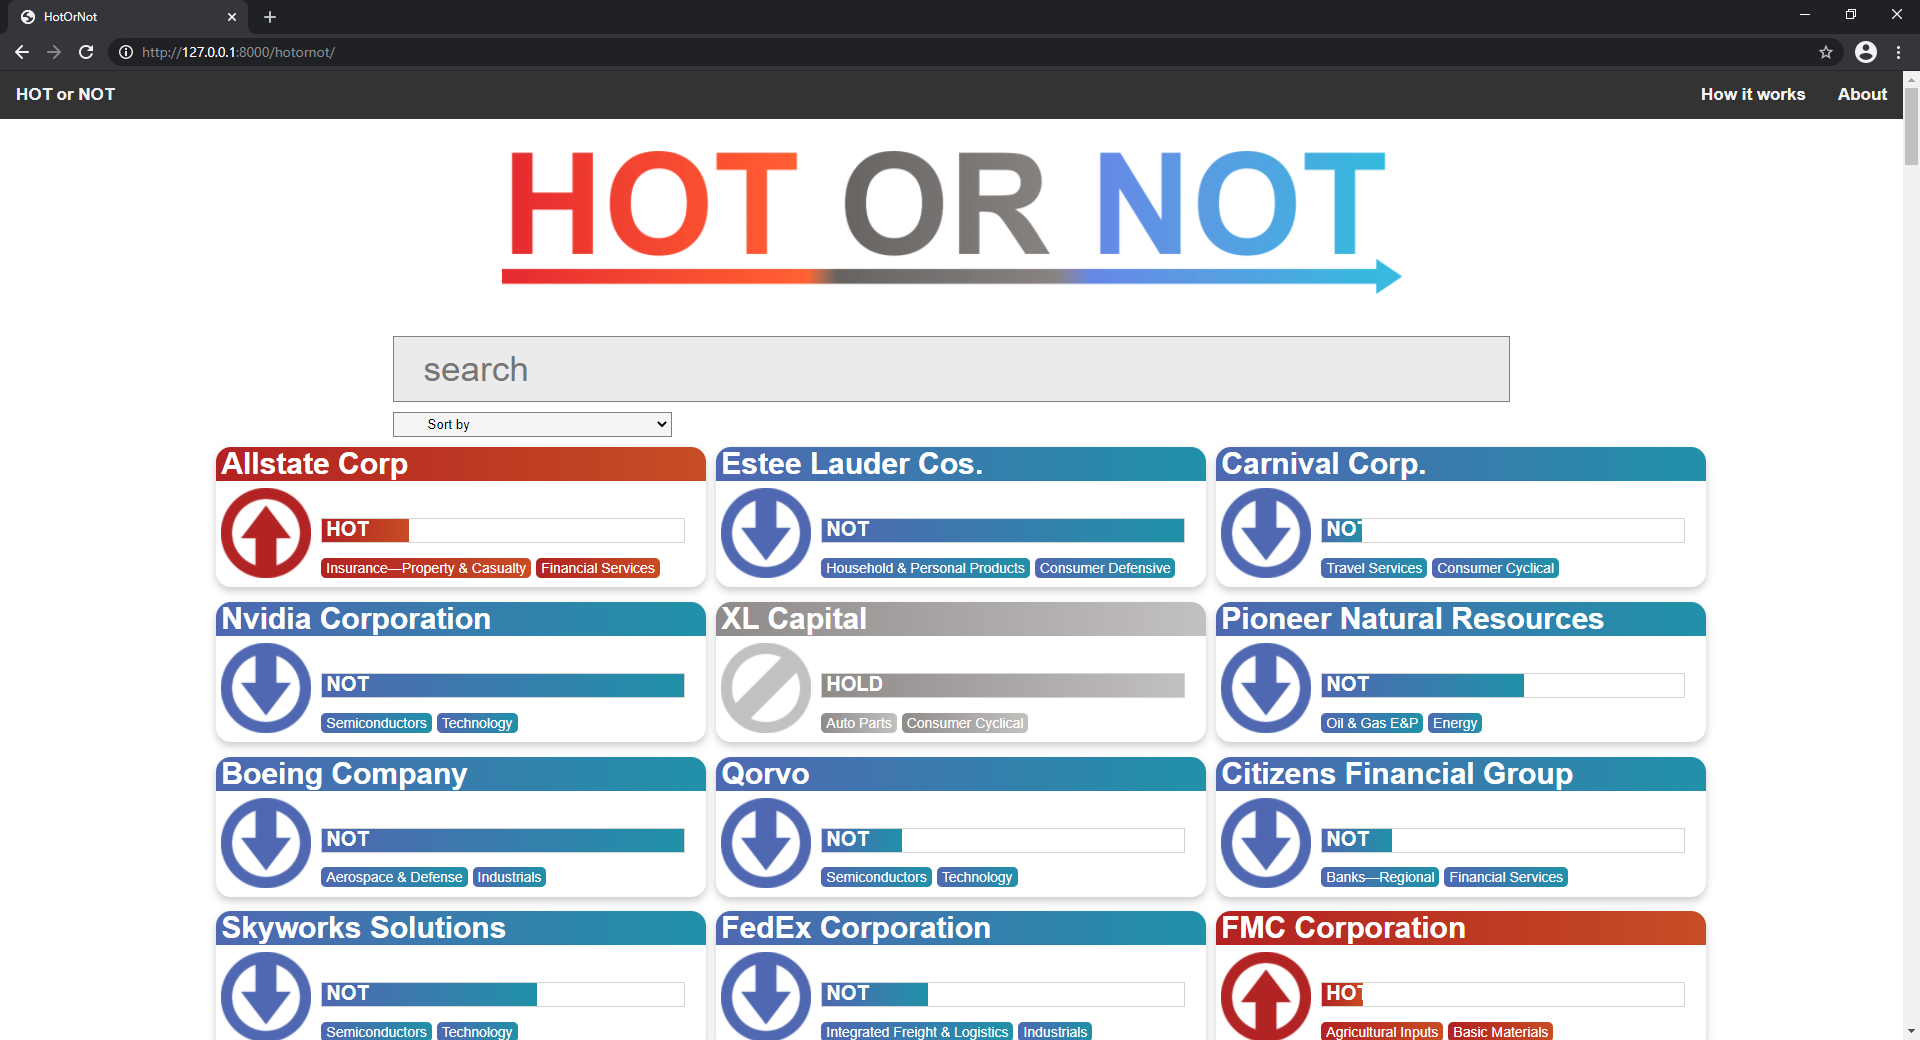 HotOrNot
http://127.0.0.1:8000/hotornot/
HOT or NOT
How it works
About
HOT OR NOT
search
Sort by
Allstate Corp
HOT
Insurance—Property & Casualty
Financial Services
Estee Lauder Cos.
NOT
Household & Personal Products
Consumer Defensive
Carnival Corp.
NOT
Travel Services
Consumer Cyclical
Nvidia Corporation
NOT
Semiconductors
Technology
XL Capital
HOLD
Auto Parts
Consumer Cyclical
Pioneer Natural Resources
NOT
Oil & Gas E&P
Energy
Boeing Company
NOT
Aerospace & Defense
Industrials
Qorvo
NOT
Semiconductors
Technology
Citizens Financial Group
NOT
Banks—Regional
Financial Services
Skyworks Solutions
NOT
Semiconductors
Technology
FedEx Corporation
NOT
Integrated Freight & Logistics
Industrials
FMC Corporation
HOT
Agricultural Inputs
Basic Materials